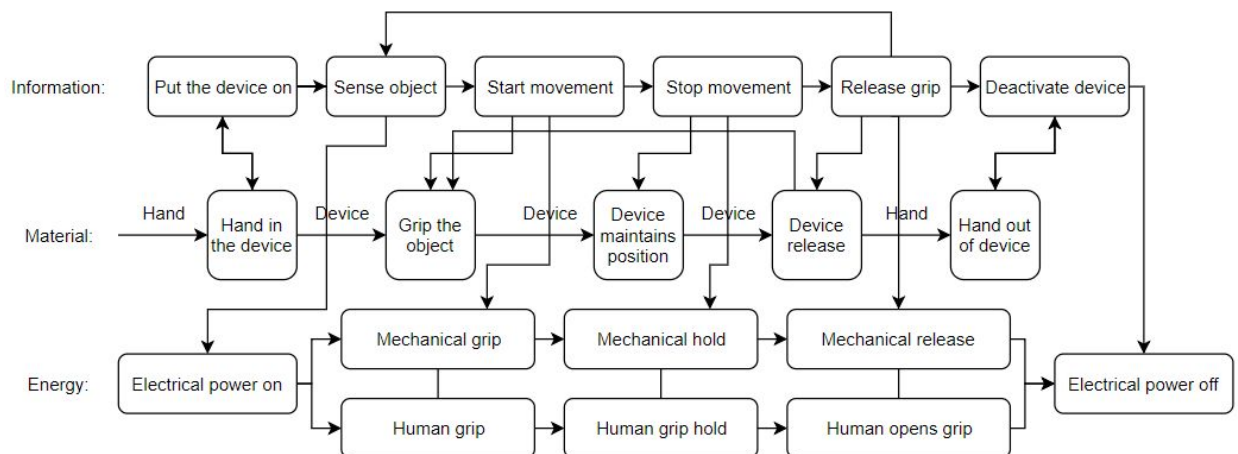 Information:
Put the device on
Sense object
Start movement
Stop movement
Release grip
Deactivate device
Material:
Hand
Hand in
the device
Device
Grip the
object
Device
Device
maintains
position
Device
Device
release
Hand
Hand out
of device
Energy:
Electrical power on
Mechanical grip
Mechanical hold
Mechanical release
Human grip
Human grip hold
Human opens grip
Electrical power off